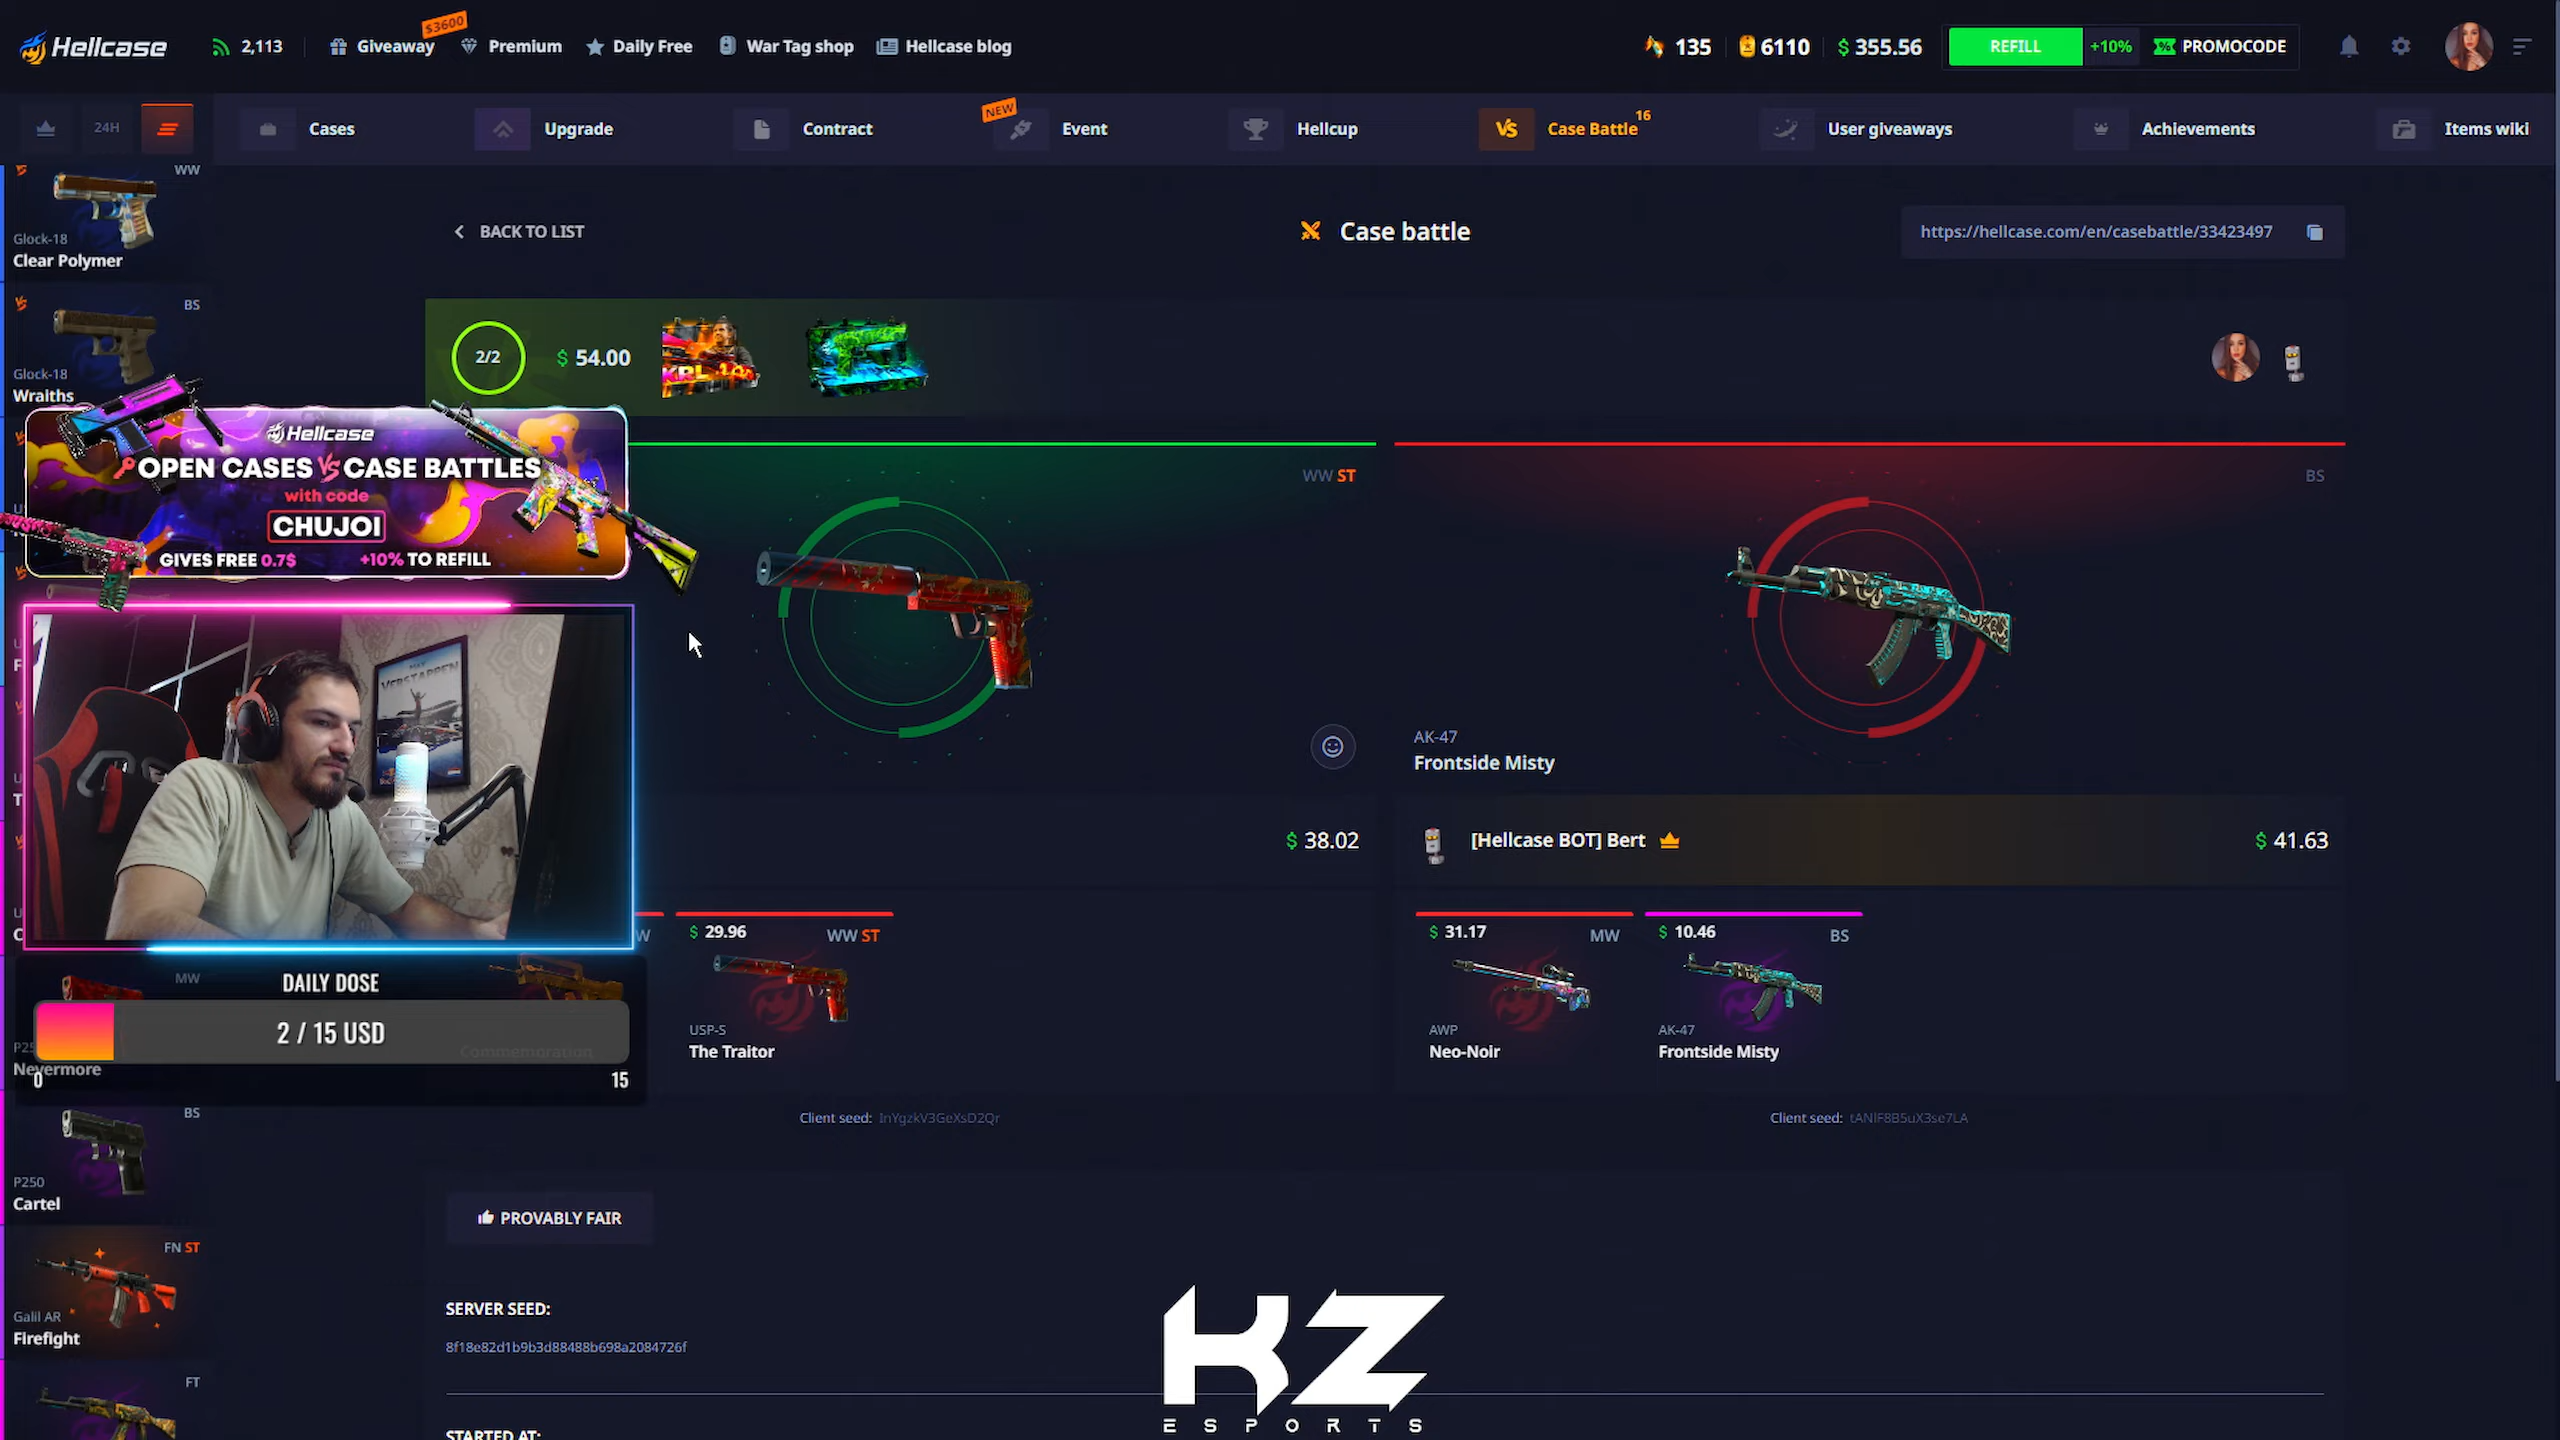 Hellcase
2,113
$3600
Giveaway
Premium
Daily Free
War Tag shop
Hellcase blog
135
6110
$ 355.56
REFILL
+10%
PROMOCODE
24H
Cases
Upgrade
Contract
NEW
Event
Hellcup
VS
Case Battle 16
User giveaways
Achievements
Items wiki
WW
Glock-18
Clear Polymer
BS
Glock-18
Wraiths
BACK TO LIST
Case battle
https://hellcase.com/en/casebattle/33423497
2/2
$ 54.00
Hellcase
OPEN CASES VS CASE BATTLES
with code
CHUJOI
GIVES FREE 0.7$
+10% TO REFILL
WW ST
BS
AK-47
Frontside Misty
VERSTAPPEN
$ 38.02
[Hellcase BOT] Bert
$ 41.63
$ 29.96
WW ST
USP-S
The Traitor
$ 31.17
MW
AWP
Neo-Noir
$ 10.46
BS
AK-47
Frontside Misty
MW
DAILY DOSE
2 / 15 USD
Commemoration
Nevermore
0
15
BS
P250
Cartel
FN ST
Galil AR
Firefight
FT
Client seed: InYgzkV3GeXsD2Qr
Client seed: tANlF8B5uX3se7LA
PROVABLY FAIR
SERVER SEED:
8f18e82d1b9b3d88488b698a2084726f
STARTED AT:
KZ
ESPORTS